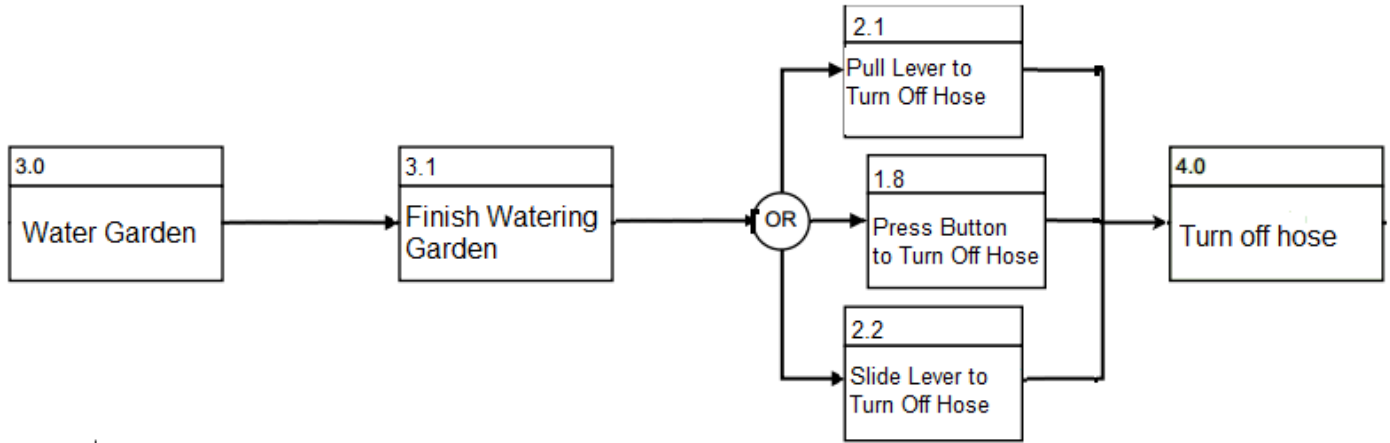 3.0
Water Garden
3.1
Finish Watering
Garden
OR
2.1
Pull Lever to
Turn Off Hose
1.8
Press Button
to Turn Off Hose
2.2
Slide Lever to
Turn Off Hose
4.0
Turn off hose